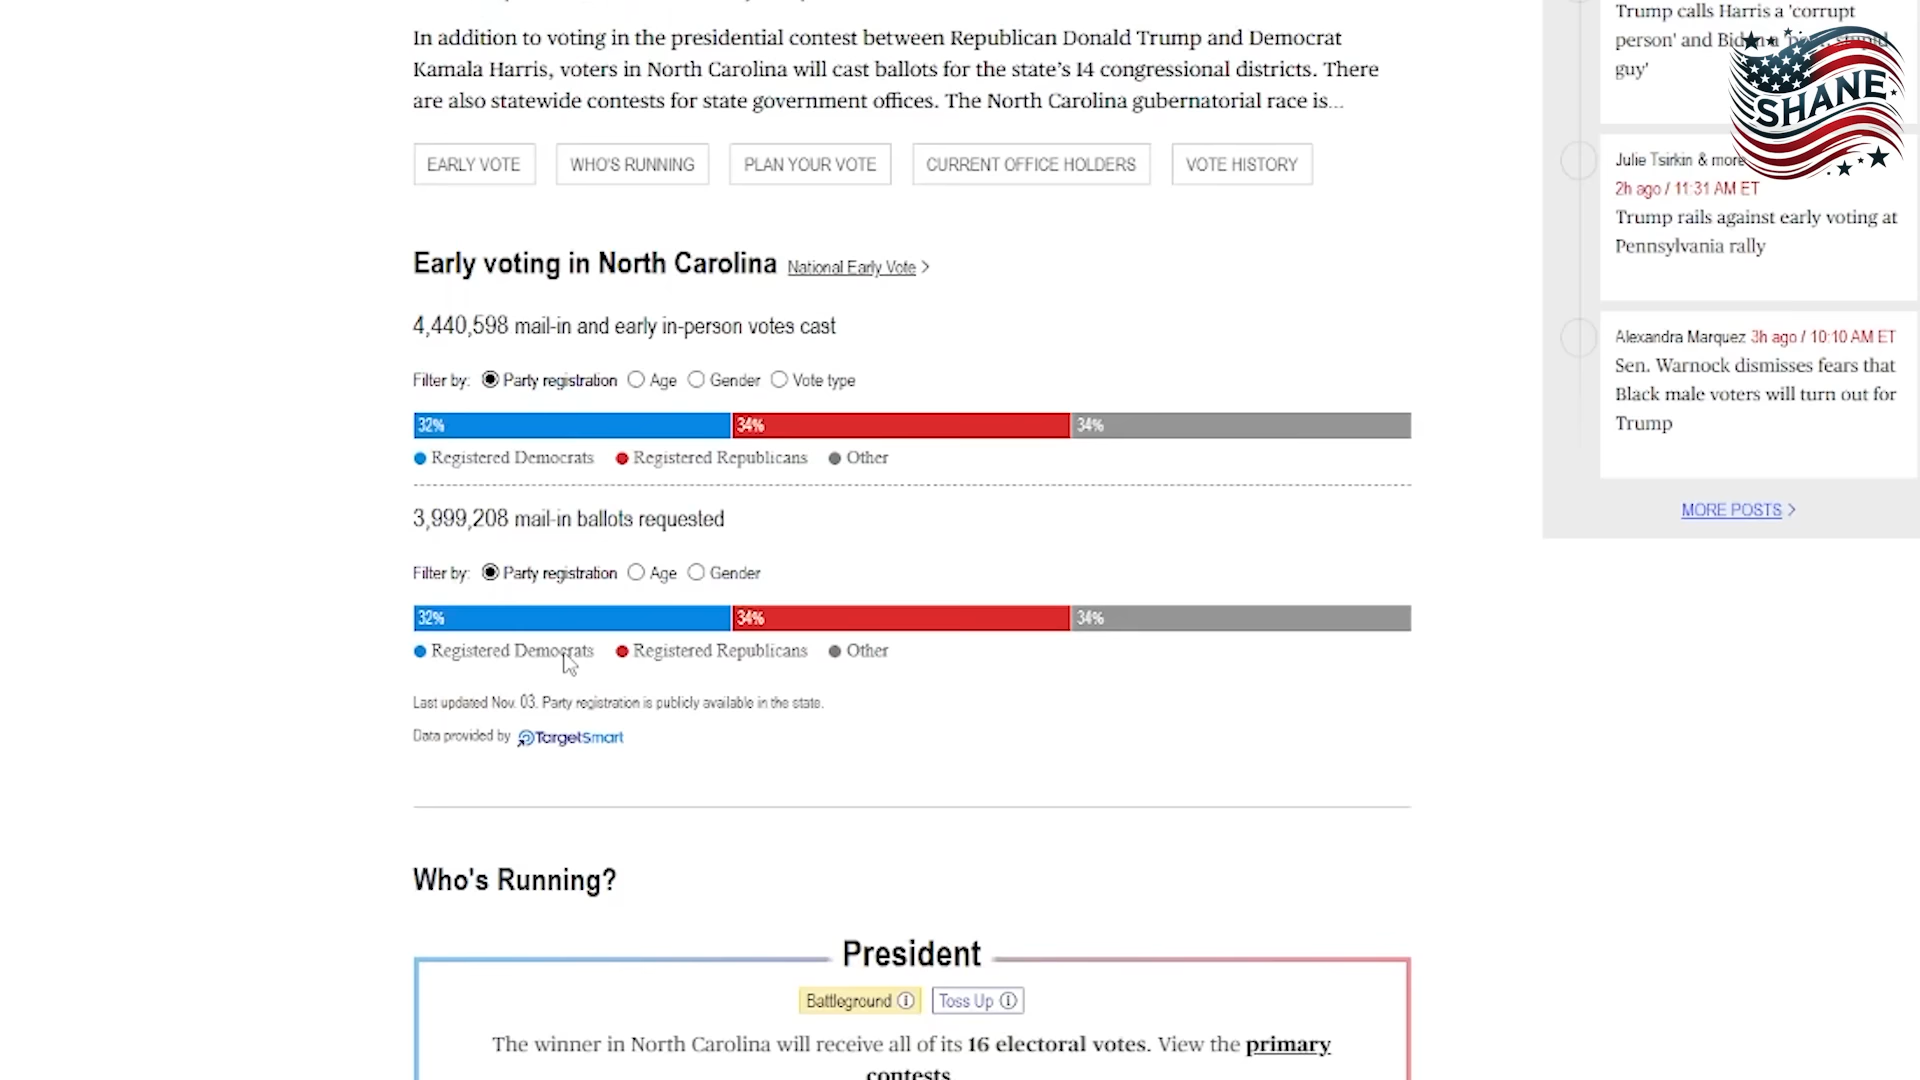 In addition to voting in the presidential contest between Republican Donald Trump and Democrat
Kamala Harris, voters in North Carolina will cast ballots for the state's 14 congressional districts. There
are also statewide contests for state government offices. The North Carolina gubernatorial race is...
EARLY VOTE
WHO'S RUNNING
PLAN YOUR VOTE
CURRENT OFFICE HOLDERS
VOTE HISTORY
Early voting in North Carolina National Early Vote >
4,440,598 mail-in and early in-person votes cast
Filter by: Party registration Age Gender Vote type
32% 34% 34%
Registered Democrats Registered Republicans Other
3,999,208 mail-in ballots requested
Filter by: Party registration Age Gender
32% 34% 34%
Registered Democrats Registered Republicans Other
Last updated Nov. 03. Party registration is publicly available in the state.
Data provided by TargetSmart
Who's Running?
President
Battleground Toss Up
The winner in North Carolina will receive all of its 16 electoral votes. View the primary
contests.
Trump calls Harris a 'corrupt
person' and Biden a stupid
guy'
SHANE
Julie Tsirkin & more
2h ago / 11:31 AM ET
Trump rails against early voting at
Pennsylvania rally
Alexandra Marquez 3h ago / 10:10 AM ET
Sen. Warnock dismisses fears that
Black male voters will turn out for
Trump
MORE POSTS >